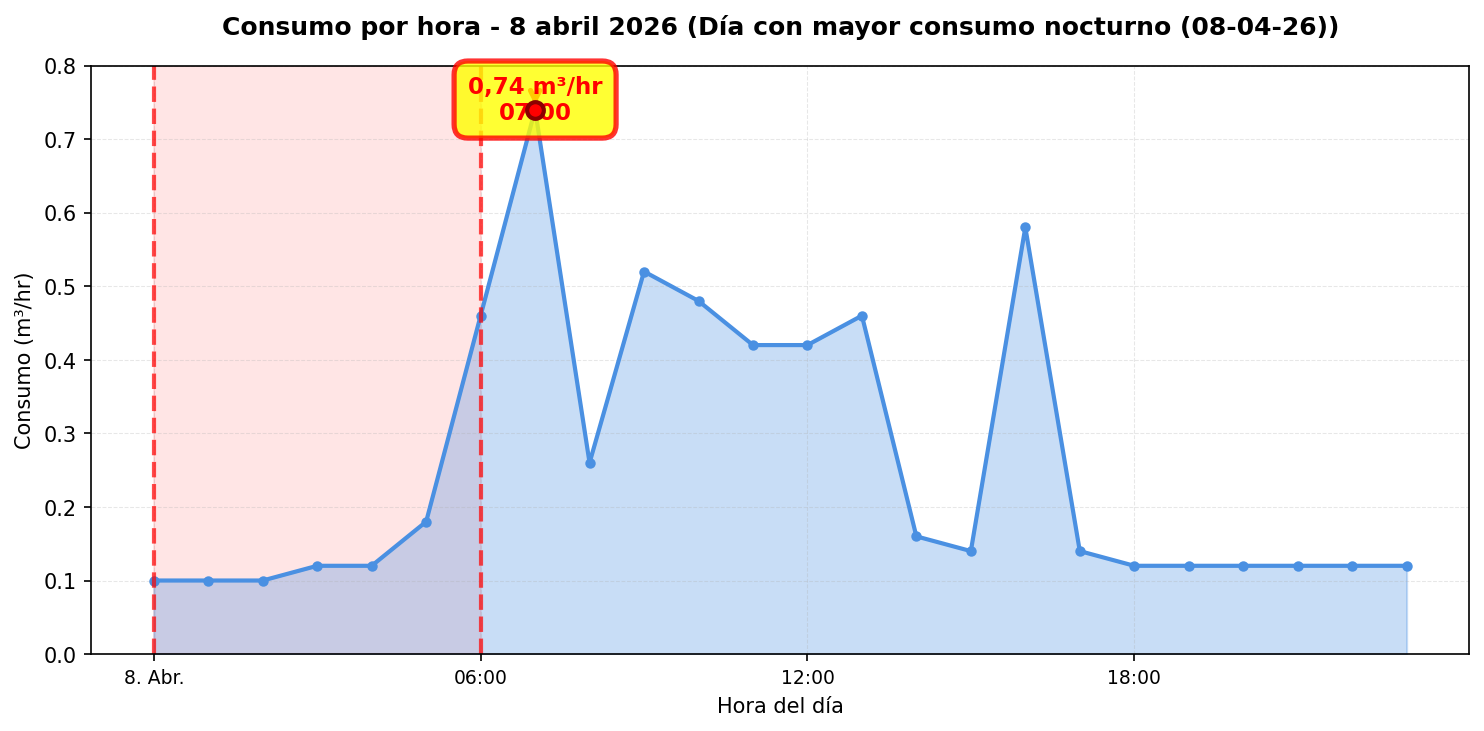 Consumo por hora - 8 abril 2026 (Día con mayor consumo nocturno (08-04-26))
0,74 m³/hr
07:00
0.8
0.7
0.6
0.5
0.4
0.3
0.2
0.1
0.0
Consumo (m³/hr)
8. Abr.
06:00
12:00
18:00
Hora del día